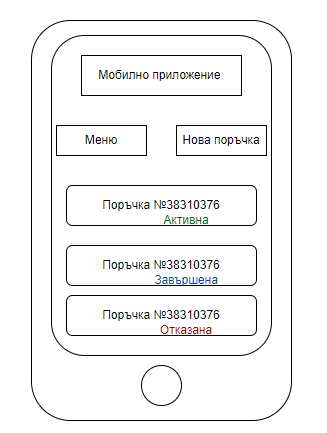 Мобилно приложение
Меню
Нова поръчка
Поръчка №38310376
Активна
Поръчка №38310376
Завършена
Поръчка №38310376
Отказана